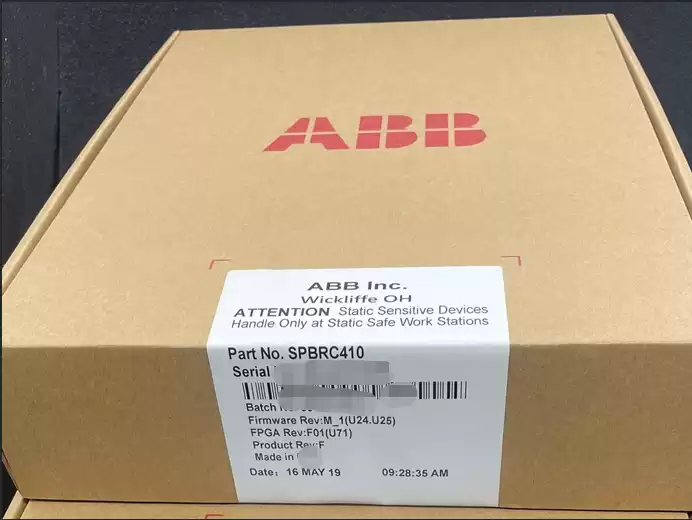 ABB
ABB Inc.
Wickliffe OH
ATTENTION Static Sensitive Devices
Handle Only at Static Safe Work Stations
Part No. SPBRC410
Serial
Batch
Firmware Rev:M_1(U24.U25)
FPGA Rev:F01(U71)
Product Rev:F
Made in
Date: 16 MAY 19 09:28:35 AM